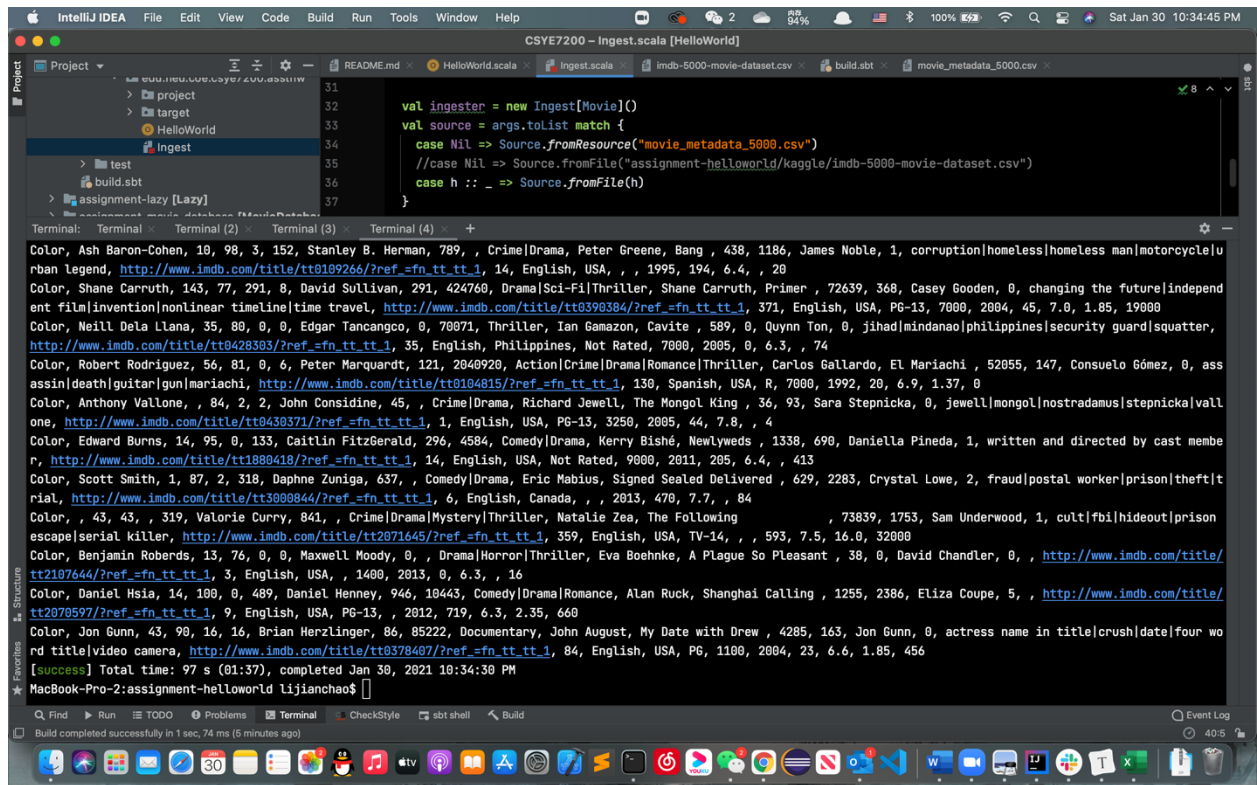 IntelliJ IDEA File Edit View Code Build Run Tools Window Help 2 内存 94% 100% Sat Jan 30 10:34:45 PM
CSYE7200 – Ingest.scala [HelloWorld]
Project README.md HelloWorld.scala Ingest.scala imdb-5000-movie-dataset.csv build.sbt movie_metadata_5000.csv
Project
sbt
edu.neu.coe.csye7200.assthw
project
target
HelloWorld
Ingest
test
build.sbt
assignment-lazy [Lazy]
31
8
32 val ingester = new Ingest[Movie]()
33 val source = args.toList match {
34 case Nil => Source.fromResource("movie_metadata_5000.csv")
35 //case Nil => Source.fromFile("assignment-helloworld/kaggle/imdb-5000-movie-dataset.csv")
36 case h :: _ => Source.fromFile(h)
37 }
Terminal: Terminal Terminal (2) Terminal (3) Terminal (4) +
Color, Ash Baron-Cohen, 10, 98, 3, 152, Stanley B. Herman, 789, , Crime|Drama, Peter Greene, Bang , 438, 1186, James Noble, 1, corruption|homeless|homeless man|motorcycle|u
rban legend, http://www.imdb.com/title/tt0109266/?ref_=fn_tt_tt_1, 14, English, USA, , , 1995, 194, 6.4, , 20
Color, Shane Carruth, 143, 77, 291, 8, David Sullivan, 291, 424760, Drama|Sci-Fi|Thriller, Shane Carruth, Primer , 72639, 368, Casey Gooden, 0, changing the future|independ
ent film|invention|nonlinear timeline|time travel, http://www.imdb.com/title/tt0390384/?ref_=fn_tt_tt_1, 371, English, USA, PG-13, 7000, 2004, 45, 7.0, 1.85, 19000
Color, Neill Dela Llana, 35, 80, 0, 0, Edgar Tancangco, 0, 70071, Thriller, Ian Gamazon, Cavite , 589, 0, Quynn Ton, 0, jihad|mindanao|philippines|security guard|squatter,
http://www.imdb.com/title/tt0428303/?ref_=fn_tt_tt_1, 35, English, Philippines, Not Rated, 7000, 2005, 0, 6.3, , 74
Color, Robert Rodriguez, 56, 81, 0, 6, Peter Marquardt, 121, 2040920, Action|Crime|Drama|Romance|Thriller, Carlos Gallardo, El Mariachi , 52055, 147, Consuelo Gómez, 0, ass
assin|death|guitar|gun|mariachi, http://www.imdb.com/title/tt0104815/?ref_=fn_tt_tt_1, 130, Spanish, USA, R, 7000, 1992, 20, 6.9, 1.37, 0
Color, Anthony Vallone, , 84, 2, 2, John Considine, 45, , Crime|Drama, Richard Jewell, The Mongol King , 36, 93, Sara Stepnicka, 0, jewell|mongol|nostradamus|stepnicka|vall
one, http://www.imdb.com/title/tt0430371/?ref_=fn_tt_tt_1, 1, English, USA, PG-13, 3250, 2005, 44, 7.8, , 4
Color, Edward Burns, 14, 95, 0, 133, Caitlin FitzGerald, 296, 4584, Comedy|Drama, Kerry Bishé, Newlyweds , 1338, 690, Daniella Pineda, 1, written and directed by cast membe
r, http://www.imdb.com/title/tt1880418/?ref_=fn_tt_tt_1, 14, English, USA, Not Rated, 9000, 2011, 205, 6.4, , 413
Color, Scott Smith, 1, 87, 2, 318, Daphne Zuniga, 637, , Comedy|Drama, Eric Mabius, Signed Sealed Delivered , 629, 2283, Crystal Lowe, 2, fraud|postal worker|prison|theft|t
rial, http://www.imdb.com/title/tt3000844/?ref_=fn_tt_tt_1, 6, English, Canada, , , 2013, 470, 7.7, , 84
Color, , 43, 43, , 319, Valorie Curry, 841, , Crime|Drama|Mystery|Thriller, Natalie Zea, The Following , 73839, 1753, Sam Underwood, 1, cult|fbi|hideout|prison
escape|serial killer, http://www.imdb.com/title/tt2071645/?ref_=fn_tt_tt_1, 359, English, USA, TV-14, , , 593, 7.5, 16.0, 32000
Color, Benjamin Roberds, 13, 76, 0, 0, Maxwell Moody, 0, , Drama|Horror|Thriller, Eva Boehnke, A Plague So Pleasant , 38, 0, David Chandler, 0, , http://www.imdb.com/title/
tt2107644/?ref_=fn_tt_tt_1, 3, English, USA, , 1400, 2013, 0, 6.3, , 16
Color, Daniel Hsia, 14, 100, 0, 489, Daniel Henney, 946, 10443, Comedy|Drama|Romance, Alan Ruck, Shanghai Calling , 1255, 2386, Eliza Coupe, 5, , http://www.imdb.com/title/
tt2070597/?ref_=fn_tt_tt_1, 9, English, USA, PG-13, , 2012, 719, 6.3, 2.35, 660
Color, Jon Gunn, 43, 90, 16, 16, Brian Herzlinger, 86, 85222, Documentary, John August, My Date with Drew , 4285, 163, Jon Gunn, 0, actress name in title|crush|date|four wo
rd title|video camera, http://www.imdb.com/title/tt0378407/?ref_=fn_tt_tt_1, 84, English, USA, PG, 1100, 2004, 23, 6.6, 1.85, 456
[success] Total time: 97 s (01:37), completed Jan 30, 2021 10:34:30 PM
MacBook-Pro-2:assignment-helloworld lijianchao$
Structure
Favorites
Find Run TODO Problems Terminal CheckStyle sbt shell Build Event Log
Build completed successfully in 1 sec, 74 ms (5 minutes ago) 40:5
JAN 30 2 tv YOUKU W IJ T X